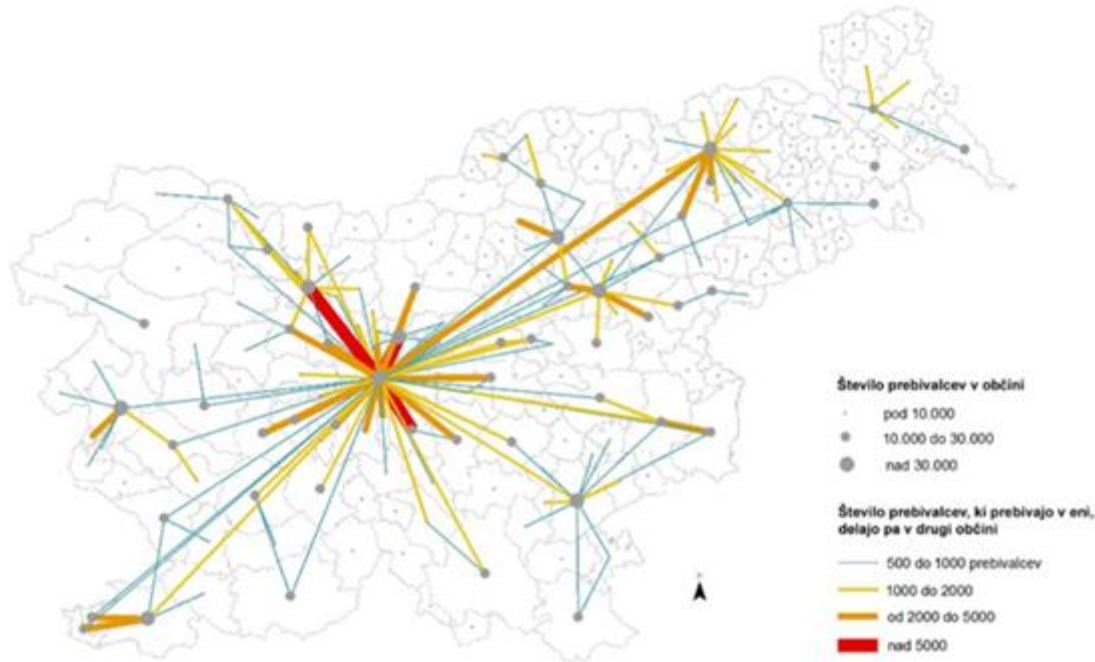 Število prebivalcev v občini
pod 10.000
10.000 do 30.000
nad 30.000
Število prebivalcev, ki prebivajo v eni,
delajo pa v drugi občini
500 do 1000 prebivalcev
1000 do 2000
od 2000 do 5000
nad 5000